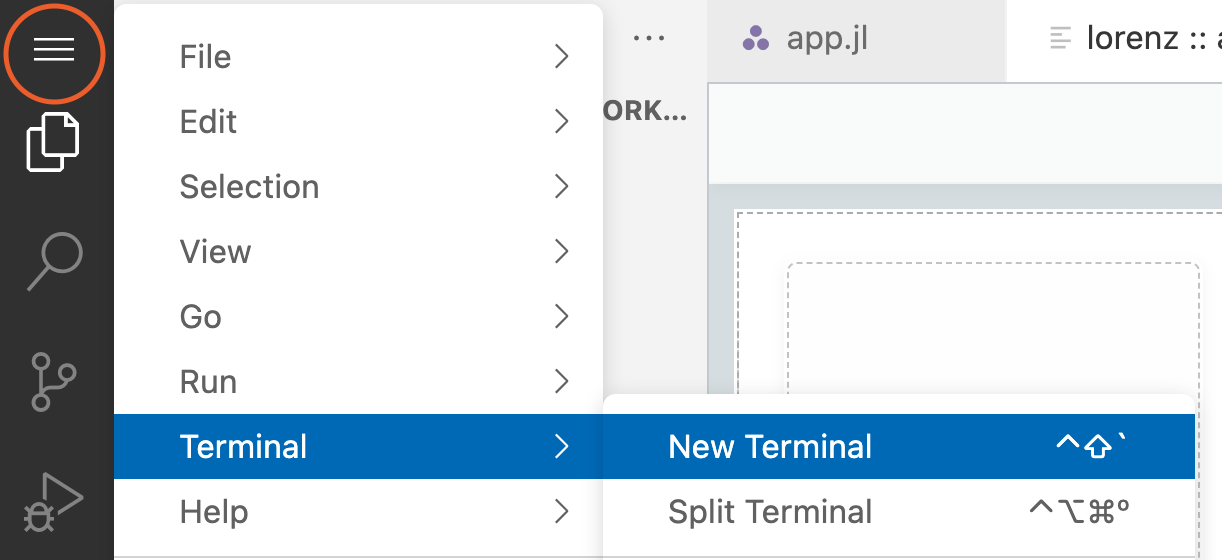 File
Edit
Selection
View
Go
Run
Terminal
Help
ORK...
app.jl
lorenz ::
New Terminal ^⇧`
Split Terminal ^⌥⌘º